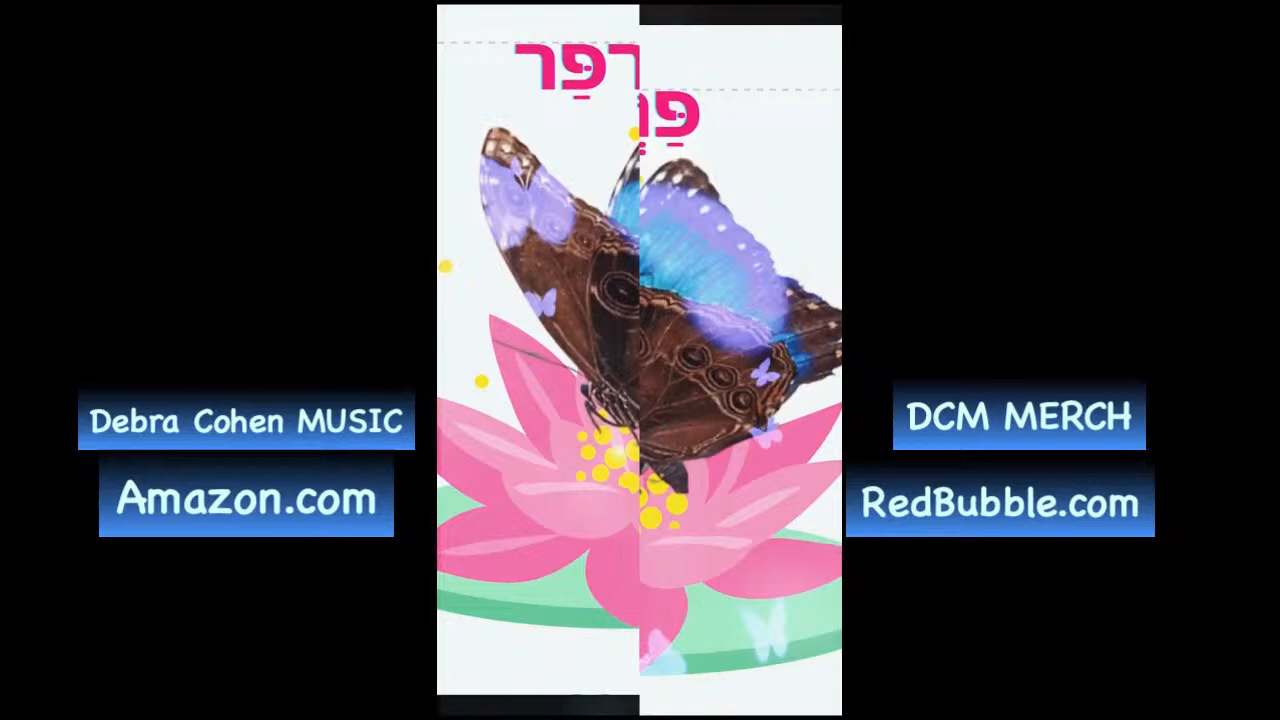 פַּרְפַּר
Debra Cohen MUSIC
Amazon.com
DCM MERCH
RedBubble.com